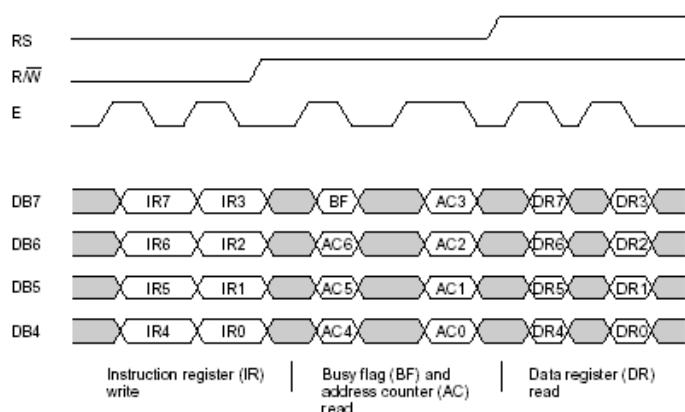 RS
R/W̅
E
DB7 IR7 IR3 BF AC3 DR7 DR3
DB6 IR6 IR2 AC6 AC2 DR6 DR2
DB5 IR5 IR1 AC5 AC1 DR5 DR1
DB4 IR4 IR0 AC4 AC0 DR4 DR0
Instruction register (IR) Busy flag (BF) and Data register (DR)
write address counter (AC) read
read